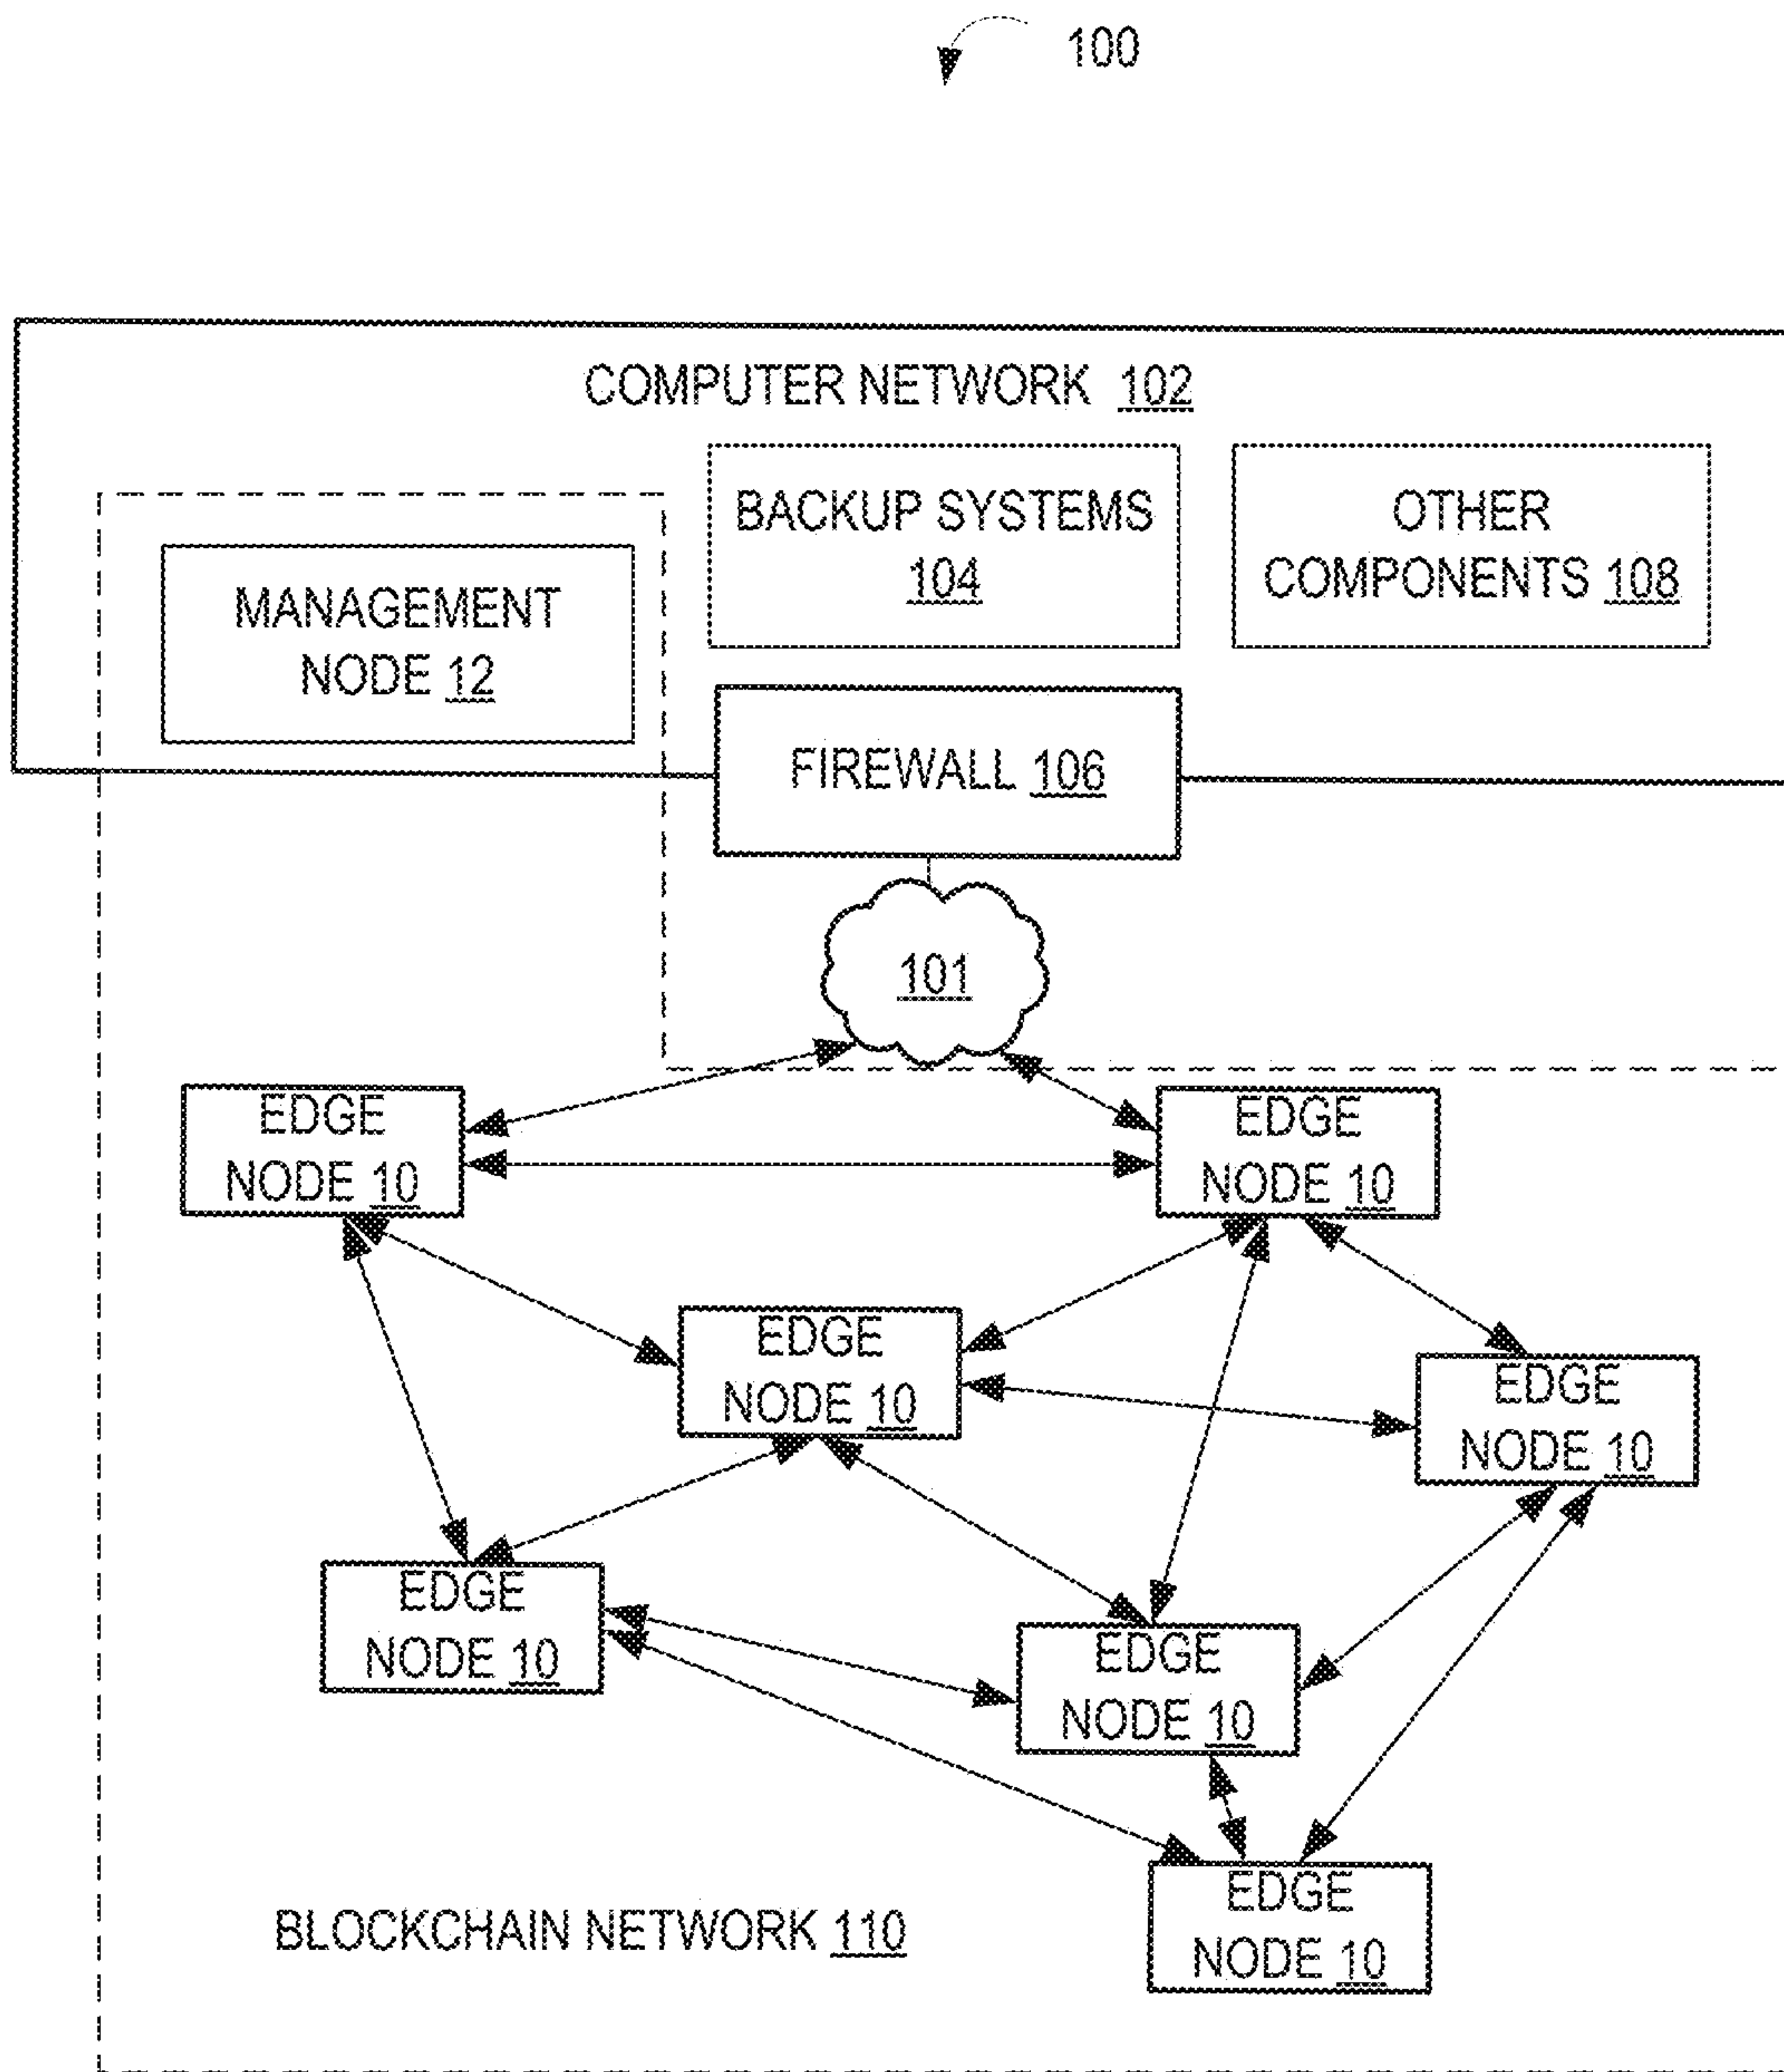 100
COMPUTER NETWORK 102
BACKUP SYSTEMS
104
OTHER
COMPONENTS 108
MANAGEMENT
NODE 12
FIREWALL 106
101
EDGE
NODE 10
EDGE
NODE 10
EDGE
NODE 10
EDGE
NODE 10
EDGE
NODE 10
EDGE
NODE 10
EDGE
NODE 10
BLOCKCHAIN NETWORK 110